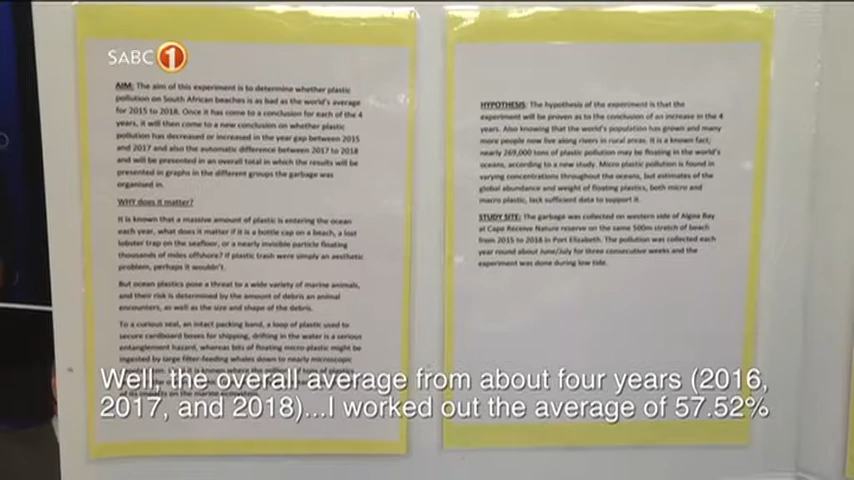 SABC 1
AIM: The aim of this experiment is to determine whether plastic
pollution on South African beaches is as bad as the world's average
for 2015 to 2018. Once it has come to a conclusion for each of the 4
years, it will then come to a new conclusion on whether plastic
pollution has decreased or increased in the year gap between 2015
and 2017 and also the automatic difference between 2017 to 2018
and will be presented in an overall total in which the results will be
presented in graphs in the different groups the garbage was
organised in.
WHY does it matter?
It is known that a massive amount of plastic is entering the ocean
each year, what does it matter if it is a bottle cap on a beach, a lost
lobster trap on the seafloor, or a nearly invisible particle floating
thousands of miles offshore? If plastic trash were simply an aesthetic
problem, perhaps it wouldn't.
But ocean plastics pose a threat to a wide variety of marine animals,
and their risk is determined by the amount of debris an animal
encounters, as well as the size and shape of the debris.
To a curious seal, an intact packing band, a loop of plastic used to
secure cardboard boxes for shipping, drifting in the water is a serious
entanglement hazard, whereas bits of floating micro plastic might be
ingested by large filter-feeding whales down to nearly microscopic
of its impacts on the marine ecosystem.
HYPOTHESIS: The hypothesis of the experiment is that the
experiment will be proven as to the conclusion of an increase in the 4
years. Also knowing that the world's population has grown and many
more people now live along rivers in rural areas. It is a known fact;
nearly 269,000 tons of plastic pollution may be floating in the world's
oceans, according to a new study. Micro plastic pollution is found in
varying concentrations throughout the oceans, but estimates of the
global abundance and weight of floating plastics, both micro and
macro plastic, lack sufficient data to support it.
STUDY SITE: The garbage was collected on western side of Algoa Bay
at Cape Receive Nature reserve on the same 500m stretch of beach
from 2015 to 2018 in Port Elizabeth. The pollution was collected each
year round about June/July for three consecutive weeks and the
experiment was done during low tide.
Well, the overall average from about four years (2016,
2017, and 2018)...I worked out the average of 57.52%